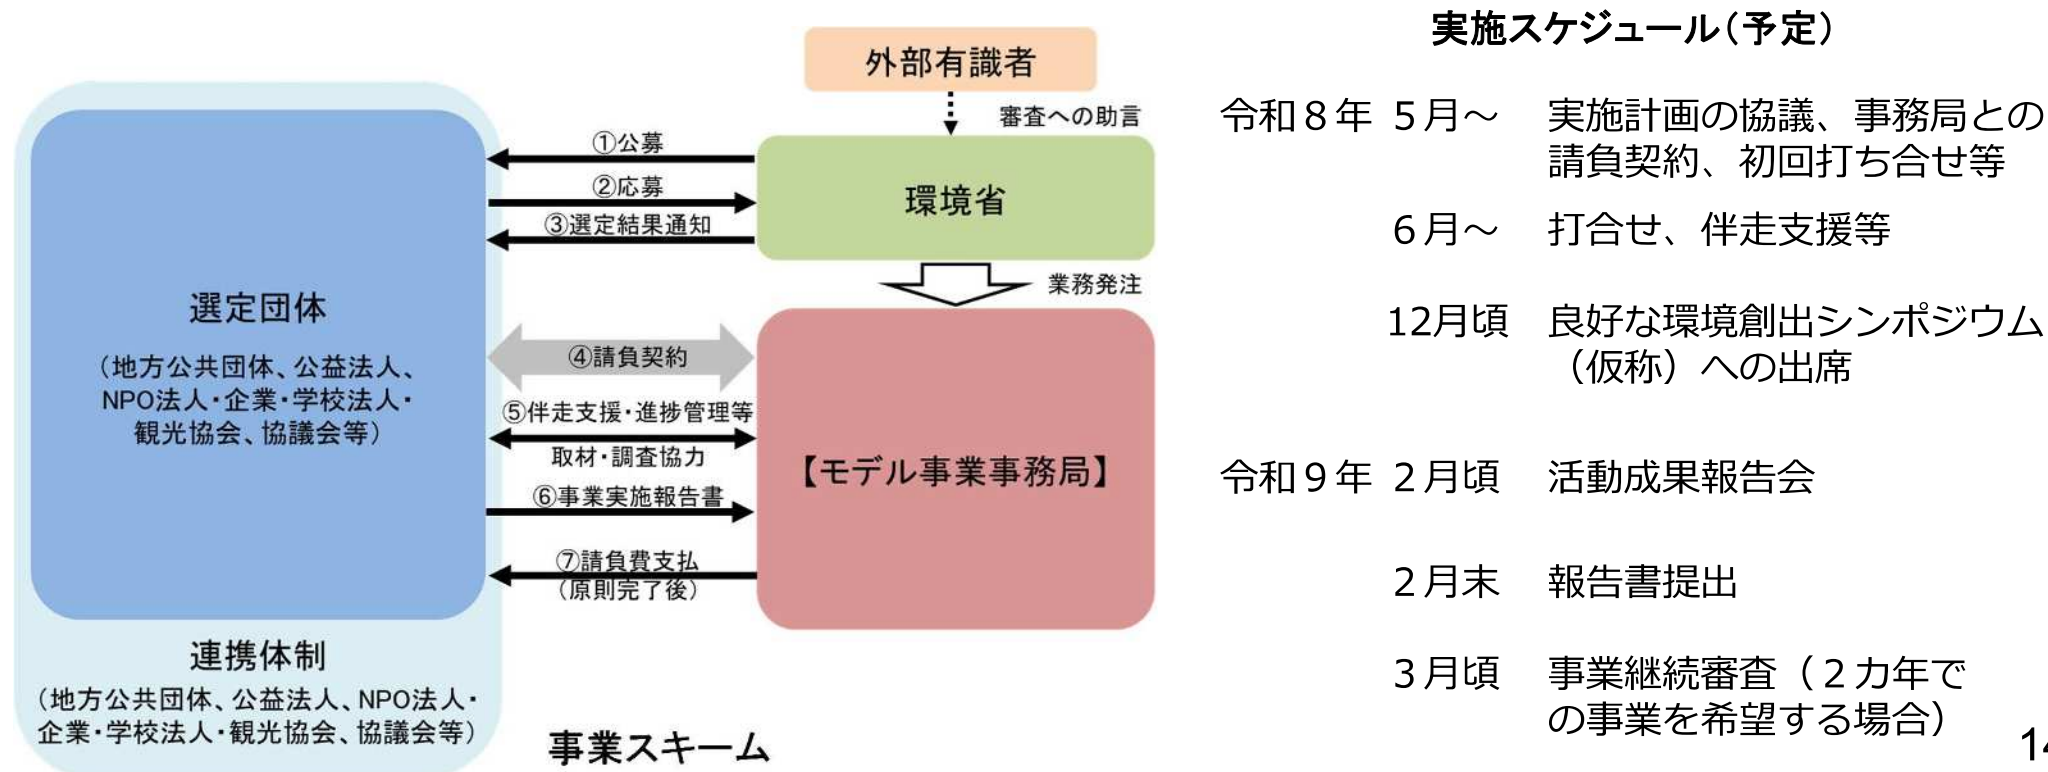 外部有識者
審査への助言
①公募
②応募
③選定結果通知
環境省
業務発注
選定団体
（地方公共団体、公益法人、
NPO法人・企業・学校法人・
観光協会、協議会等）
④請負契約
⑤伴走支援・進捗管理等
取材・調査協力
⑥事業実施報告書
⑦請負費支払
（原則完了後）
【モデル事業事務局】
連携体制
（地方公共団体、公益法人、NPO法人・
企業・学校法人・観光協会、協議会等）
事業スキーム
実施スケジュール（予定）
令和８年 ５月～ 実施計画の協議、事務局との
請負契約、初回打ち合せ等
６月～ 打合せ、伴走支援等
12月頃 良好な環境創出シンポジウム
（仮称）への出席
令和９年 ２月頃 活動成果報告会
２月末 報告書提出
３月頃 事業継続審査（２カ年で
の事業を希望する場合）